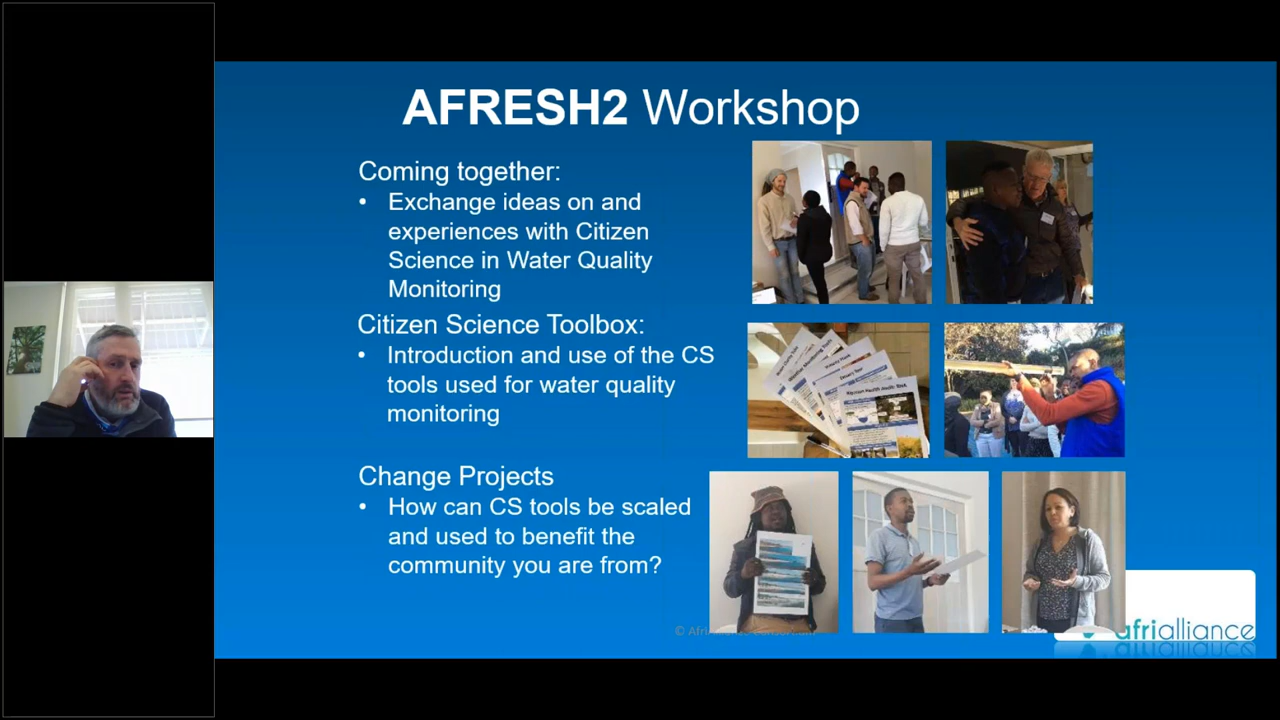 AFRESH2 Workshop
Coming together:
• Exchange ideas on and
experiences with Citizen
Science in Water Quality
Monitoring
Citizen Science Toolbox:
• Introduction and use of the CS
tools used for water quality
monitoring
Change Projects
• How can CS tools be scaled
and used to benefit the
community you are from?
afrialliance